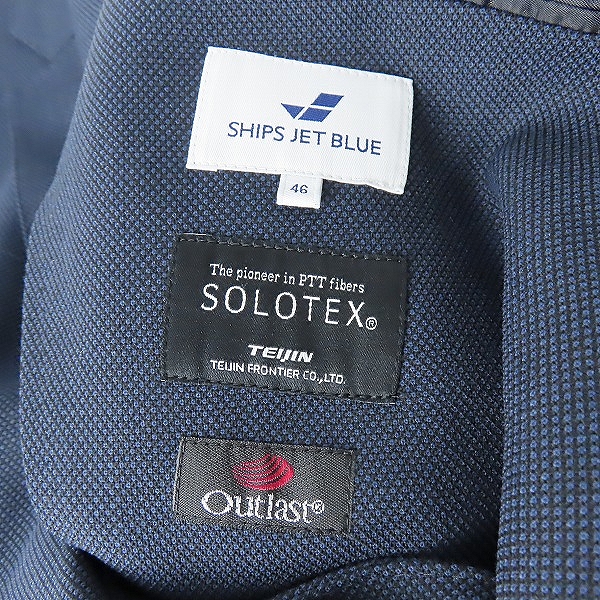 SHIPS JET BLUE
46
The pioneer in PTT fibers
SOLOTEX®
TEIJIN
TEIJIN FRONTIER CO.,LTD.
Outlast®